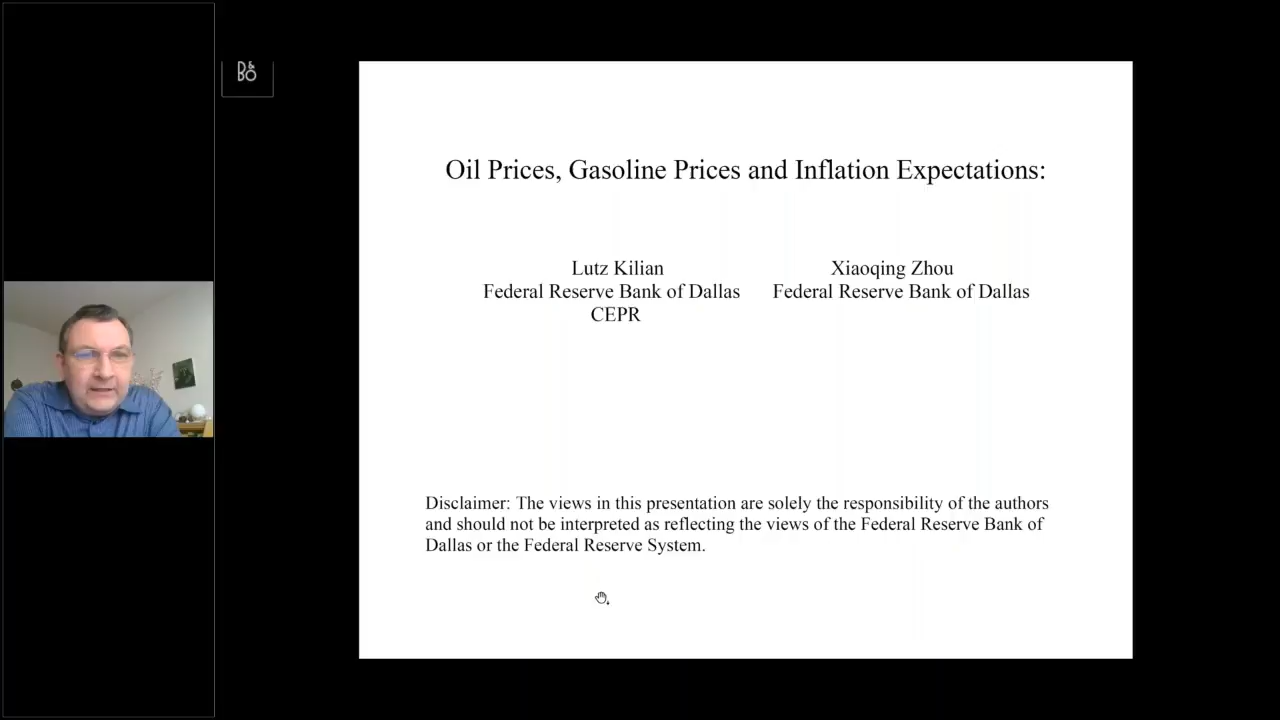 D&
BO
Oil Prices, Gasoline Prices and Inflation Expectations:
Lutz Kilian
Federal Reserve Bank of Dallas
CEPR
Xiaoqing Zhou
Federal Reserve Bank of Dallas
Disclaimer: The views in this presentation are solely the responsibility of the authors
and should not be interpreted as reflecting the views of the Federal Reserve Bank of
Dallas or the Federal Reserve System.